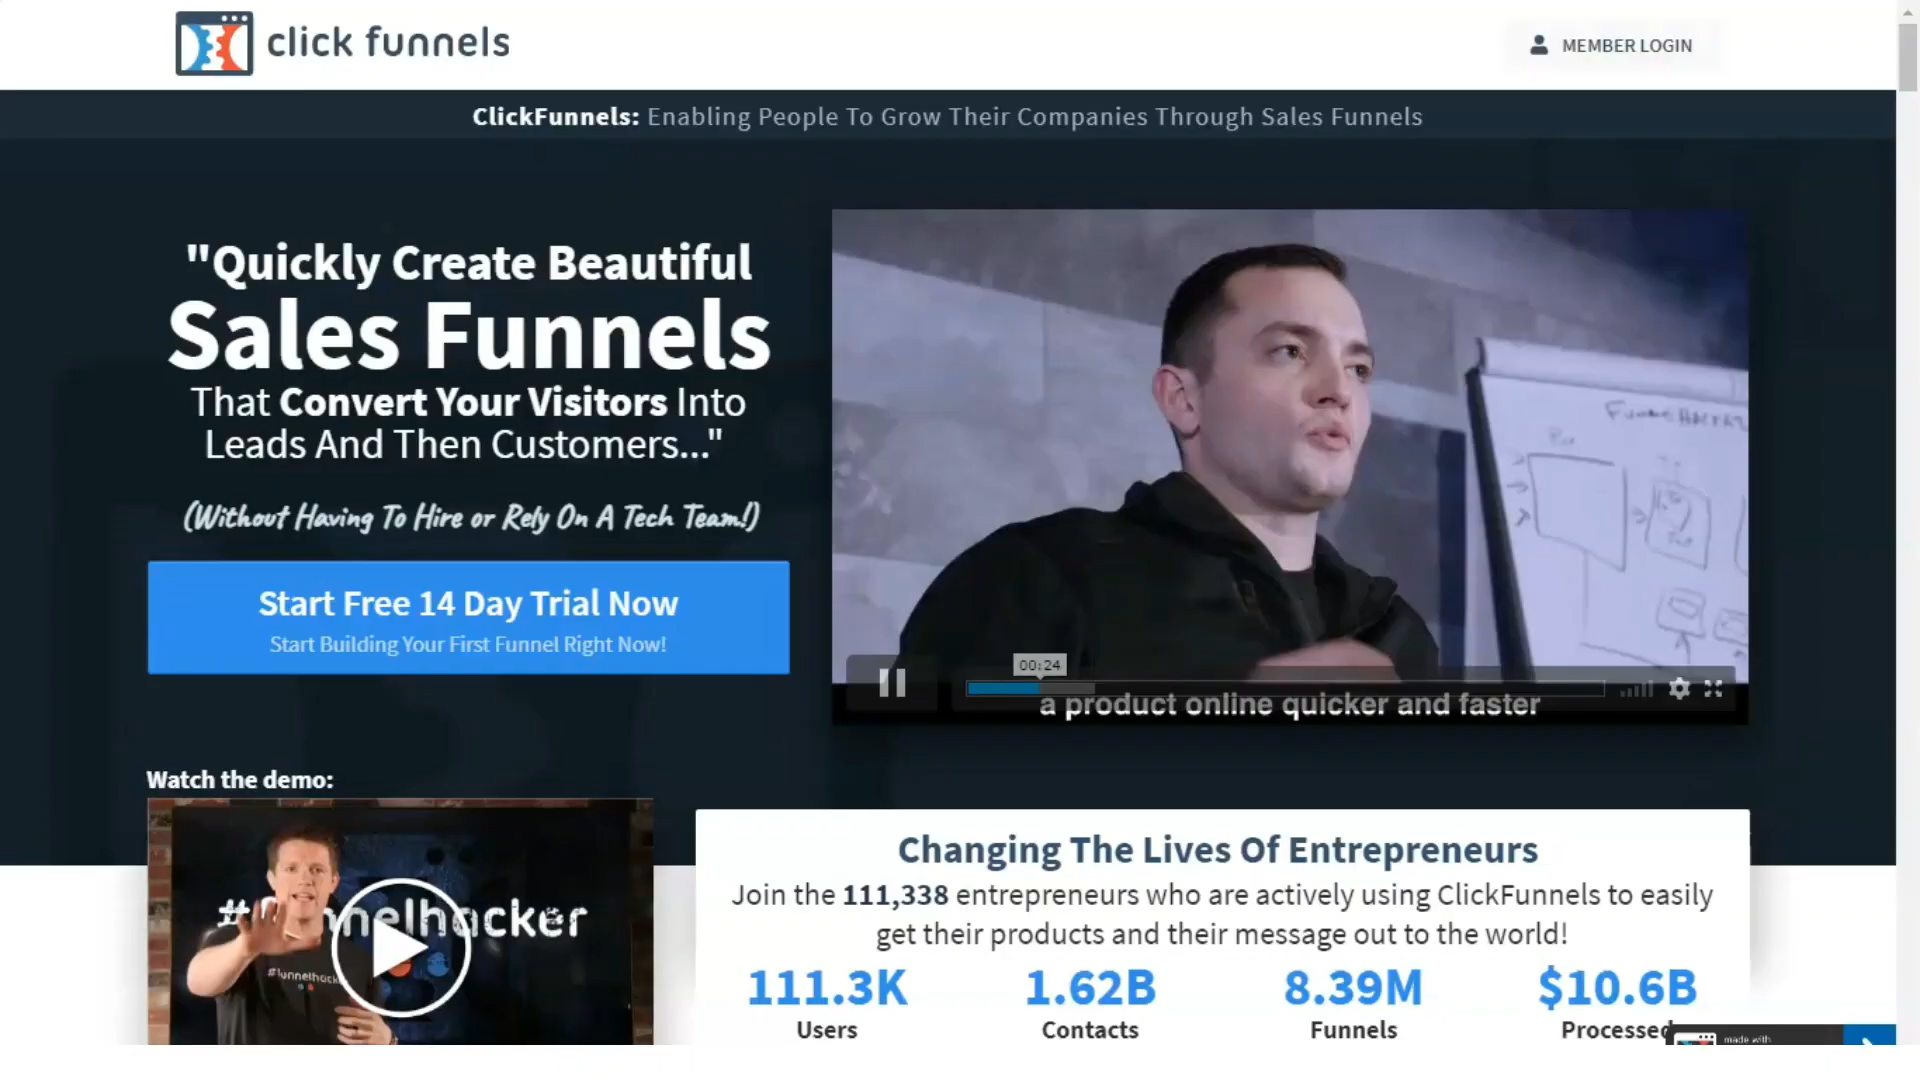 click funnels
MEMBER LOGIN
ClickFunnels: Enabling People To Grow Their Companies Through Sales Funnels
"Quickly Create Beautiful
Sales Funnels
That Convert Your Visitors Into
Leads And Then Customers..."
(Without Having To Hire or Rely On A Tech Team!)
Start Free 14 Day Trial Now
Start Building Your First Funnel Right Now!
00:24
a product online quicker and faster
Watch the demo:
#funnelhacker
Changing The Lives Of Entrepreneurs
Join the 111,338 entrepreneurs who are actively using ClickFunnels to easily
get their products and their message out to the world!
111.3K 1.62B 8.39M $10.6B
Users Contacts Funnels Processed
made with